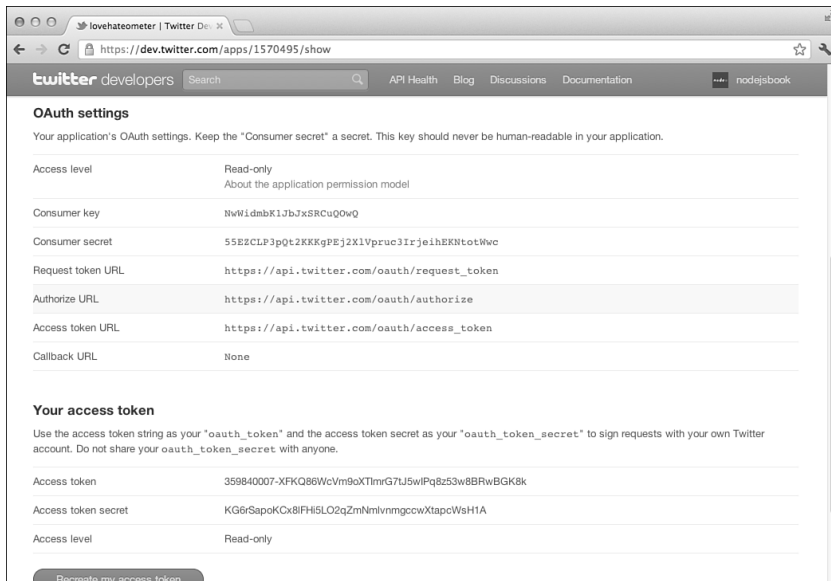 lovehateometer | Twitter Dev
https://dev.twitter.com/apps/1570495/show
twitter developers Search API Health Blog Discussions Documentation nodejsbook
OAuth settings
Your application's OAuth settings. Keep the "Consumer secret" a secret. This key should never be human-readable in your application.
Access level Read-only
About the application permission model
Consumer key NwWidmbK1JbJxSRCuQOwQ
Consumer secret 55EZCLP3pQt2KKKgPEj2XlVpruc3IrjeihEKNtotWwc
Request token URL https://api.twitter.com/oauth/request_token
Authorize URL https://api.twitter.com/oauth/authorize
Access token URL https://api.twitter.com/oauth/access_token
Callback URL None
Your access token
Use the access token string as your "oauth_token" and the access token secret as your "oauth_token_secret" to sign requests with your own Twitter
account. Do not share your oauth_token_secret with anyone.
Access token 359840007-XFKQ86WcVm9oXTImrG7tJ5wIPq8z53w8BRwBGK8k
Access token secret KG6rSapoKCx8lFHi5LO2qZmNmlvnmgccwXtapcWsH1A
Access level Read-only
Recreate my access token